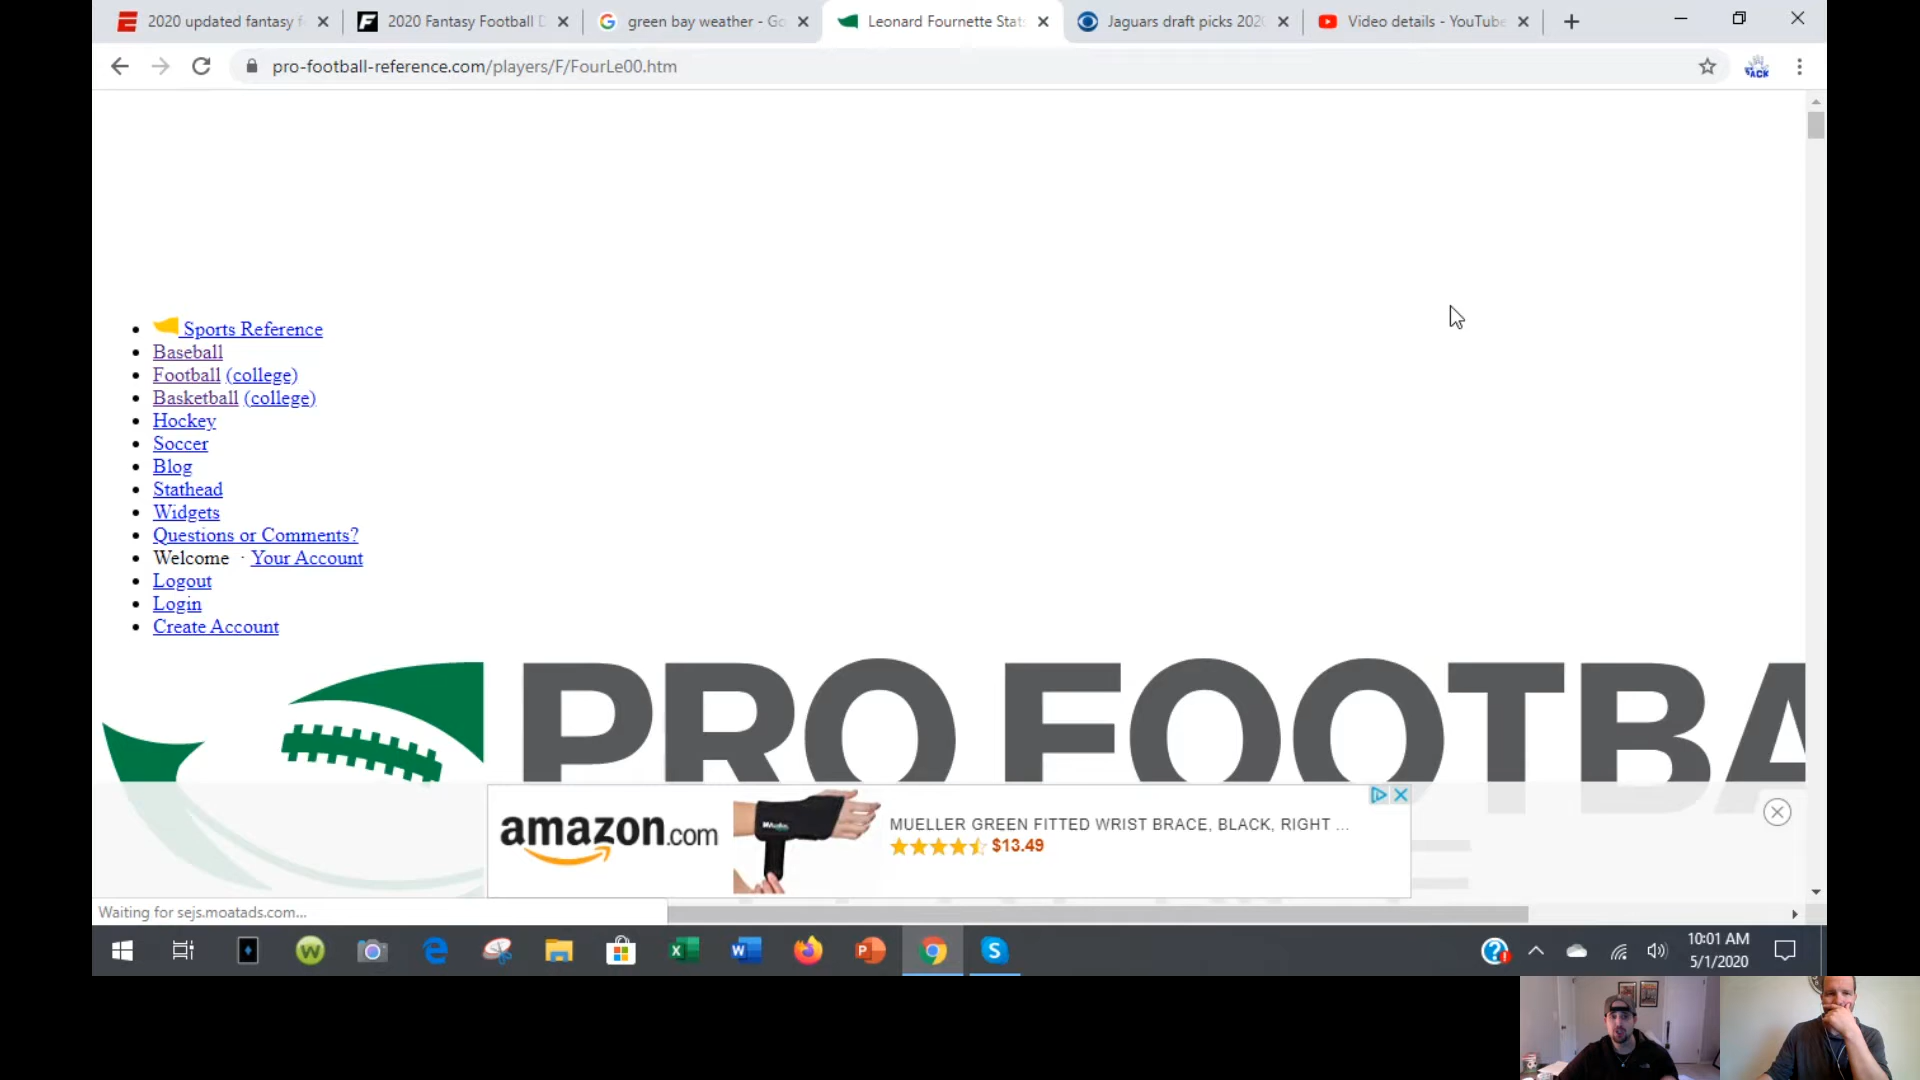 2020 updated fantasy f
2020 Fantasy Football D
green bay weather - Go
Leonard Fournette Stats
Jaguars draft picks 2020
Video details - YouTube
pro-football-reference.com/players/F/FourLe00.htm
Sports Reference
Baseball
Football (college)
Basketball (college)
Hockey
Soccer
Blog
Stathead
Widgets
Questions or Comments?
Welcome · Your Account
Logout
Login
Create Account
PRO FOOTBA
amazon.com
MUELLER GREEN FITTED WRIST BRACE, BLACK, RIGHT ...
$13.49
Waiting for sejs.moatads.com...
10:01 AM
5/1/2020